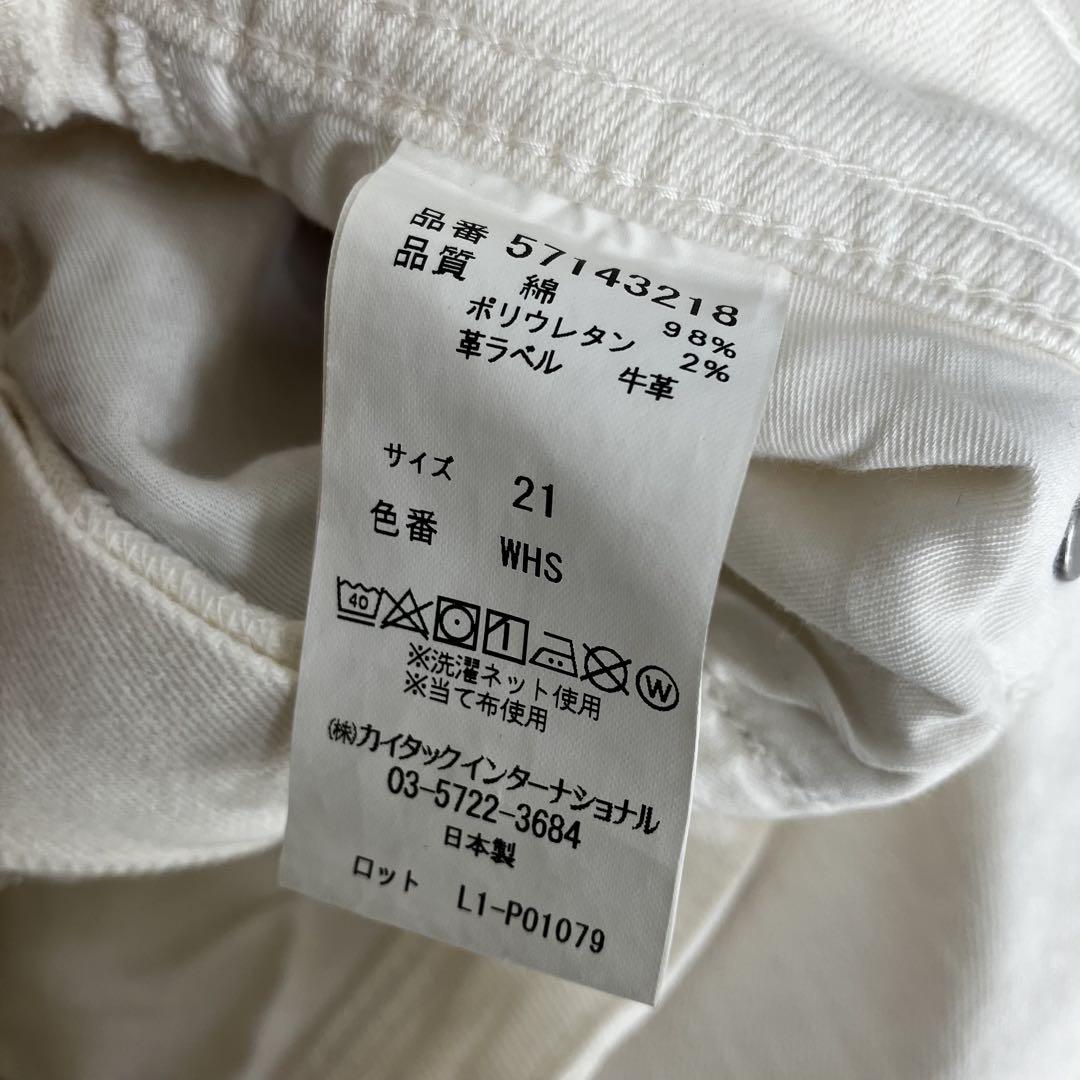 品番 57143218
品質 綿 98%
ポリウレタン 2%
革ラベル 牛革
サイズ 21
色番 WHS
40 W
※洗濯ネット使用
※当て布使用
(株)カイタックインターナショナル
03-5722-3684
日本製
ロット L1-P01079